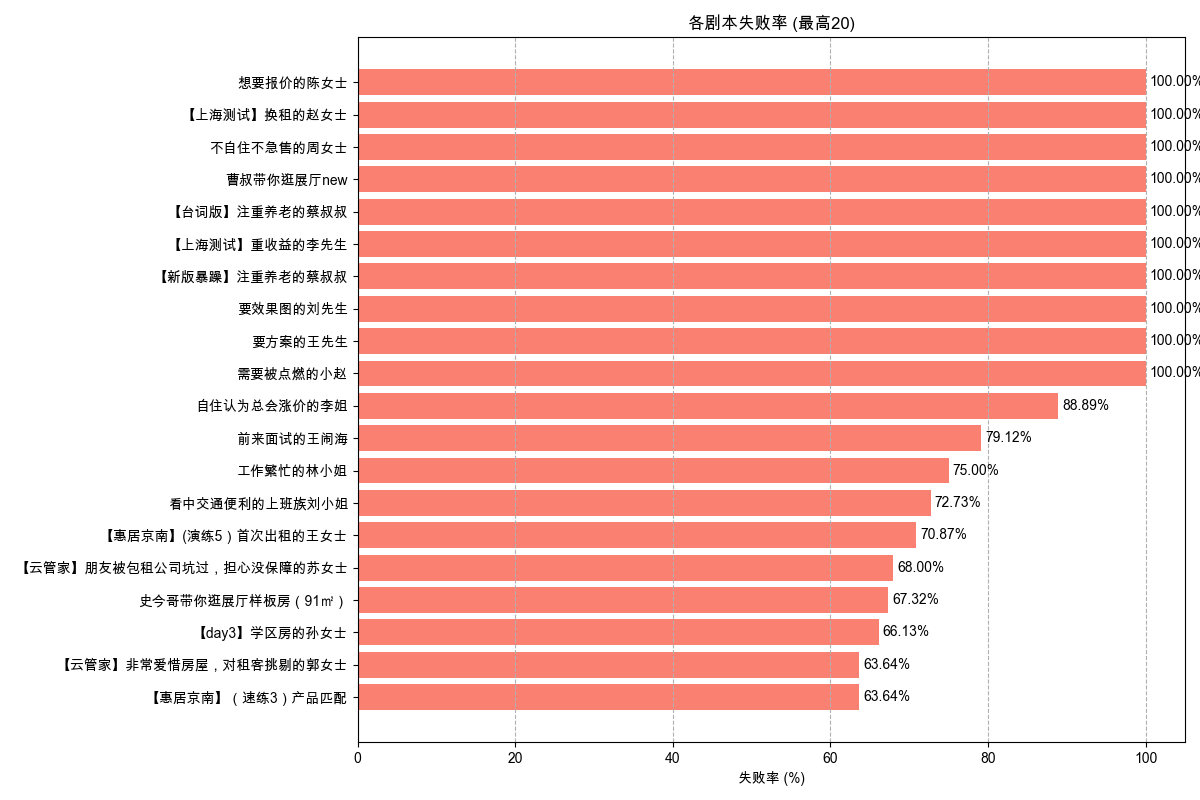 各剧本失败率 (最高20)
想要报价的陈女士 100.00%
【上海测试】换租的赵女士 100.00%
不自住不急售的周女士 100.00%
曹叔带你逛展厅new 100.00%
【台词版】注重养老的蔡叔叔 100.00%
【上海测试】重收益的李先生 100.00%
【新版暴躁】注重养老的蔡叔叔 100.00%
要效果图的刘先生 100.00%
要方案的王先生 100.00%
需要被点燃的小赵 100.00%
自住认为总会涨价的李姐 88.89%
前来面试的王闹海 79.12%
工作繁忙的林小姐 75.00%
看中交通便利的上班族刘小姐 72.73%
【惠居京南】(演练5）首次出租的王女士 70.87%
【云管家】朋友被包租公司坑过，担心没保障的苏女士 68.00%
史今哥带你逛展厅样板房（91㎡） 67.32%
【day3】学区房的孙女士 66.13%
【云管家】非常爱惜房屋，对租客挑剔的郭女士 63.64%
【惠居京南】（速练3）产品匹配 63.64%
0 20 40 60 80 100
失败率 (%)